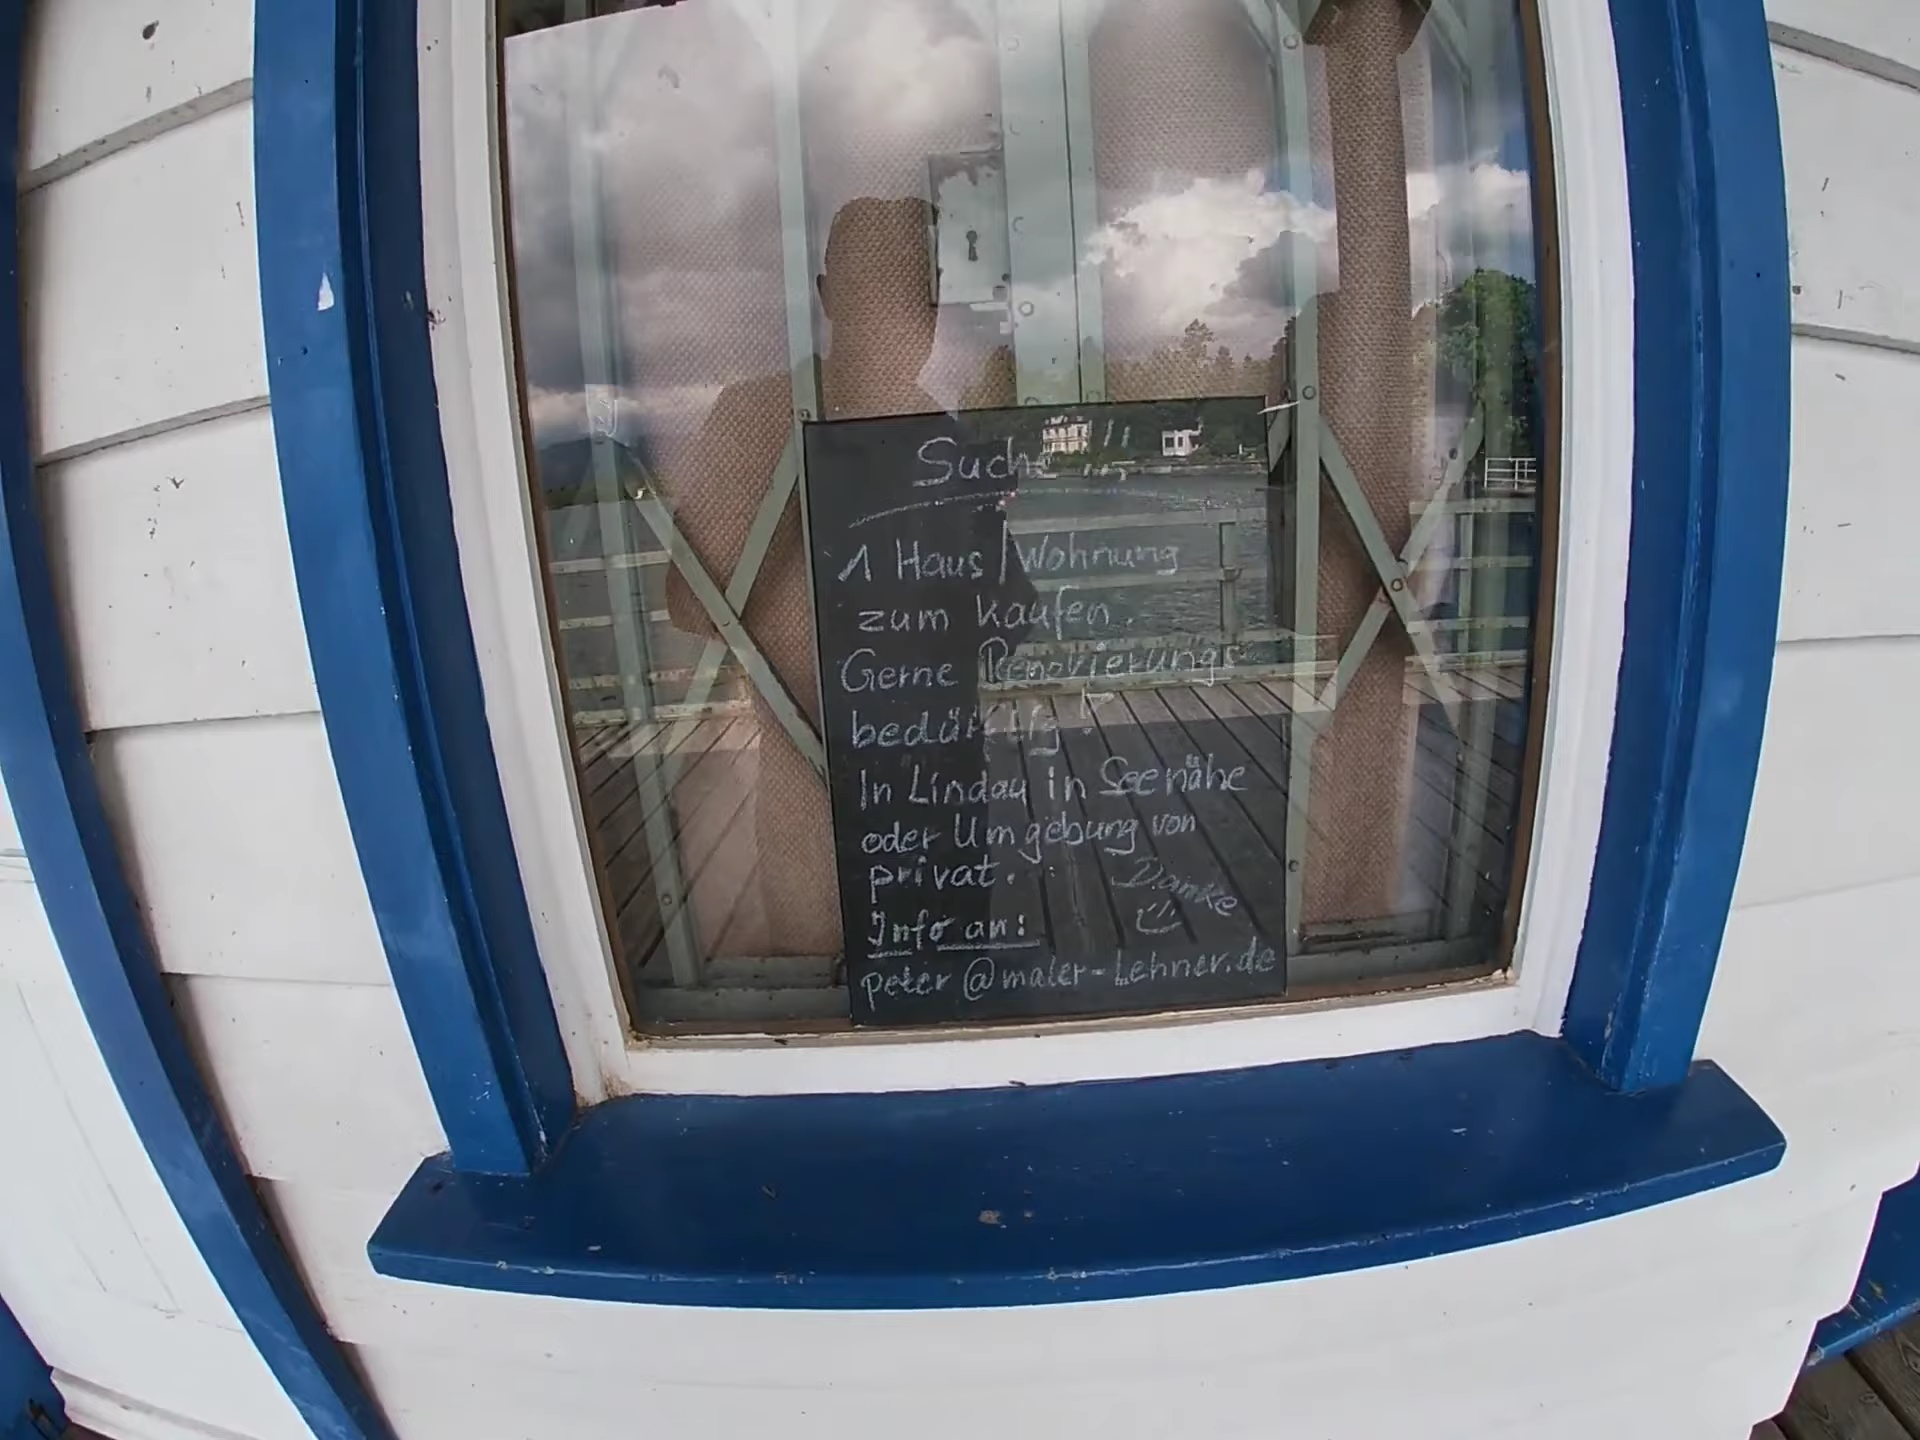 Suche...!!
1 Haus/Wohnung
zum Kaufen.
Gerne Renovierungs-
bedürftig!
In Lindau in Seenähe
oder Umgebung von
privat.
Danke
Info an:
peter@maler-Lehner.de